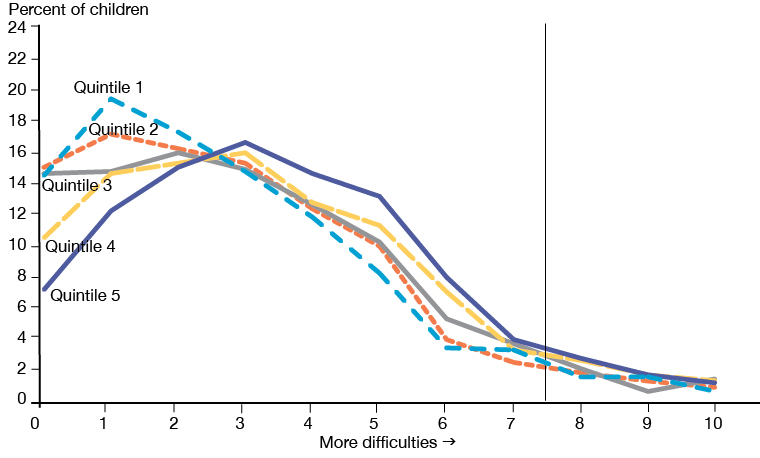 Percent of children
24
22
20
Quintile 1
18
Quintile 2
16
14
Quintile 3
12
10
Quintile 4
8
Quintile 5
6
4
2
0
0 1 2 3 4 5 6 7 8 9 10
More difficulties →